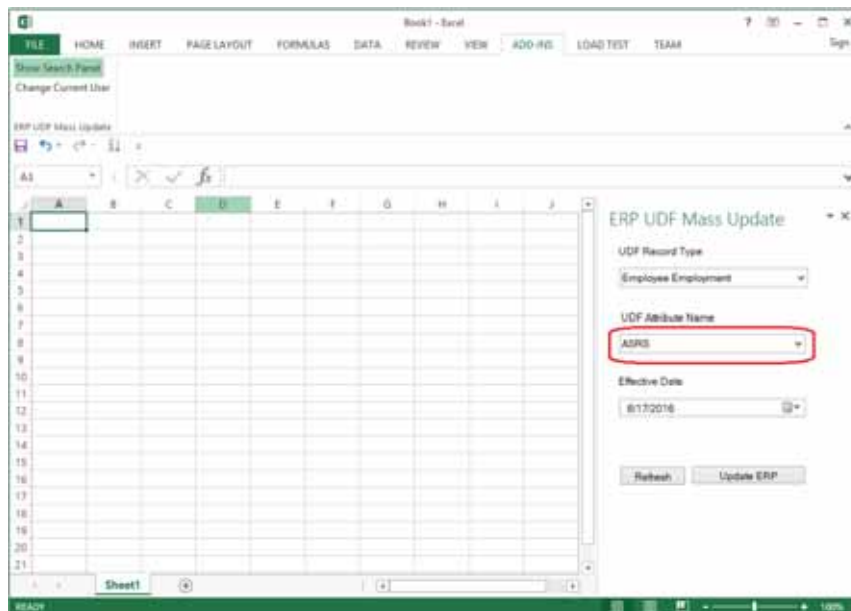 Book1 - Excel
?
FILE HOME INSERT PAGE LAYOUT FORMULAS DATA REVIEW VIEW ADD-INS LOAD TEST TEAM Sign
Show Search Panel
Change Current User
ERP UDF Mass Update
A1 fx
A B C D E F G H I J
1
2
3
4
5
6
7
8
9
10
11
12
13
14
15
16
17
18
19
20
21
ERP UDF Mass Update
UDF Record Type
Employee Employment
UDF Attribute Name
ASRS
Effective Date
8/17/2016
Refresh Update ERP
Sheet1
READY 100%